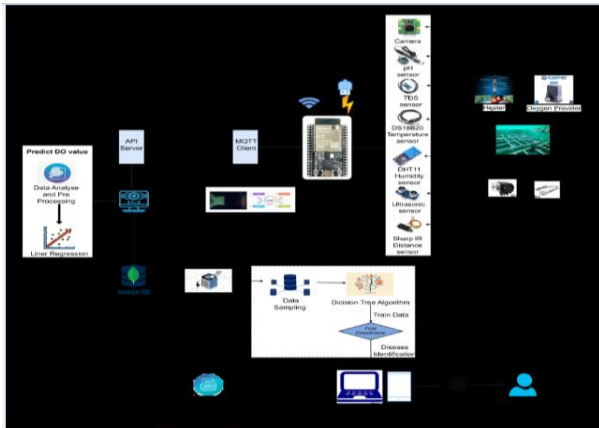 Camera
pH
sensor
TDS
sensor
DS18B20
Temperature
sensor
DHT11
Humidity
sensor
Ultrasonic
sensor
Sharp IR
Distance
sensor
Heater
Oxygen Provider
API
Server
MQTT
Client
Predict DO value
Data Analyse
and Pre
Processing
Liner Regression
Data
Sampling
Dicision Tree Algorithm
Train Data
Disease
Identification